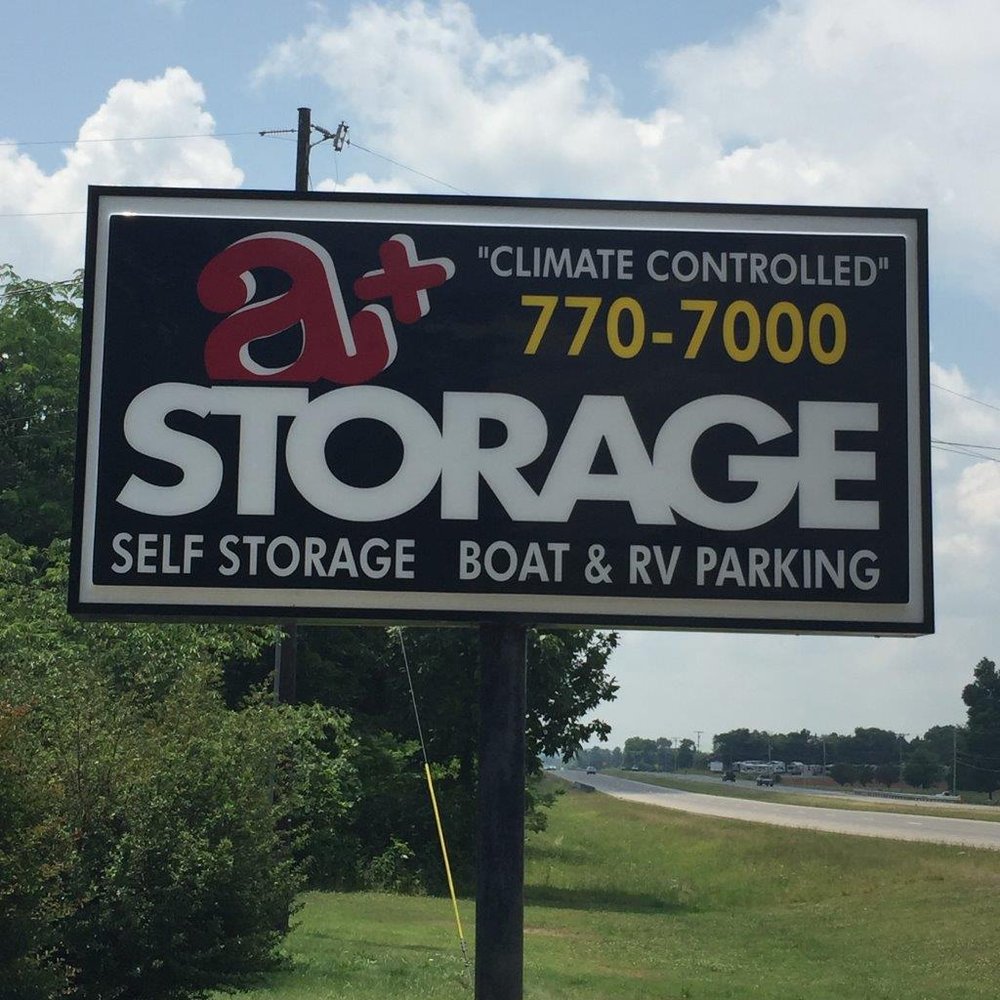 a+
"CLIMATE CONTROLLED"
770-7000
STORAGE
SELF STORAGE BOAT & RV PARKING